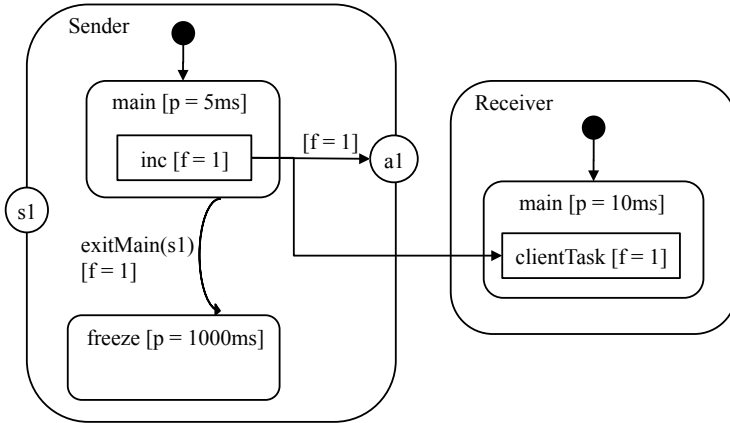 Sender
main [p = 5ms]
inc [f = 1]
[f = 1]
a1
s1
exitMain(s1)
[f = 1]
freeze [p = 1000ms]
Receiver
main [p = 10ms]
clientTask [f = 1]